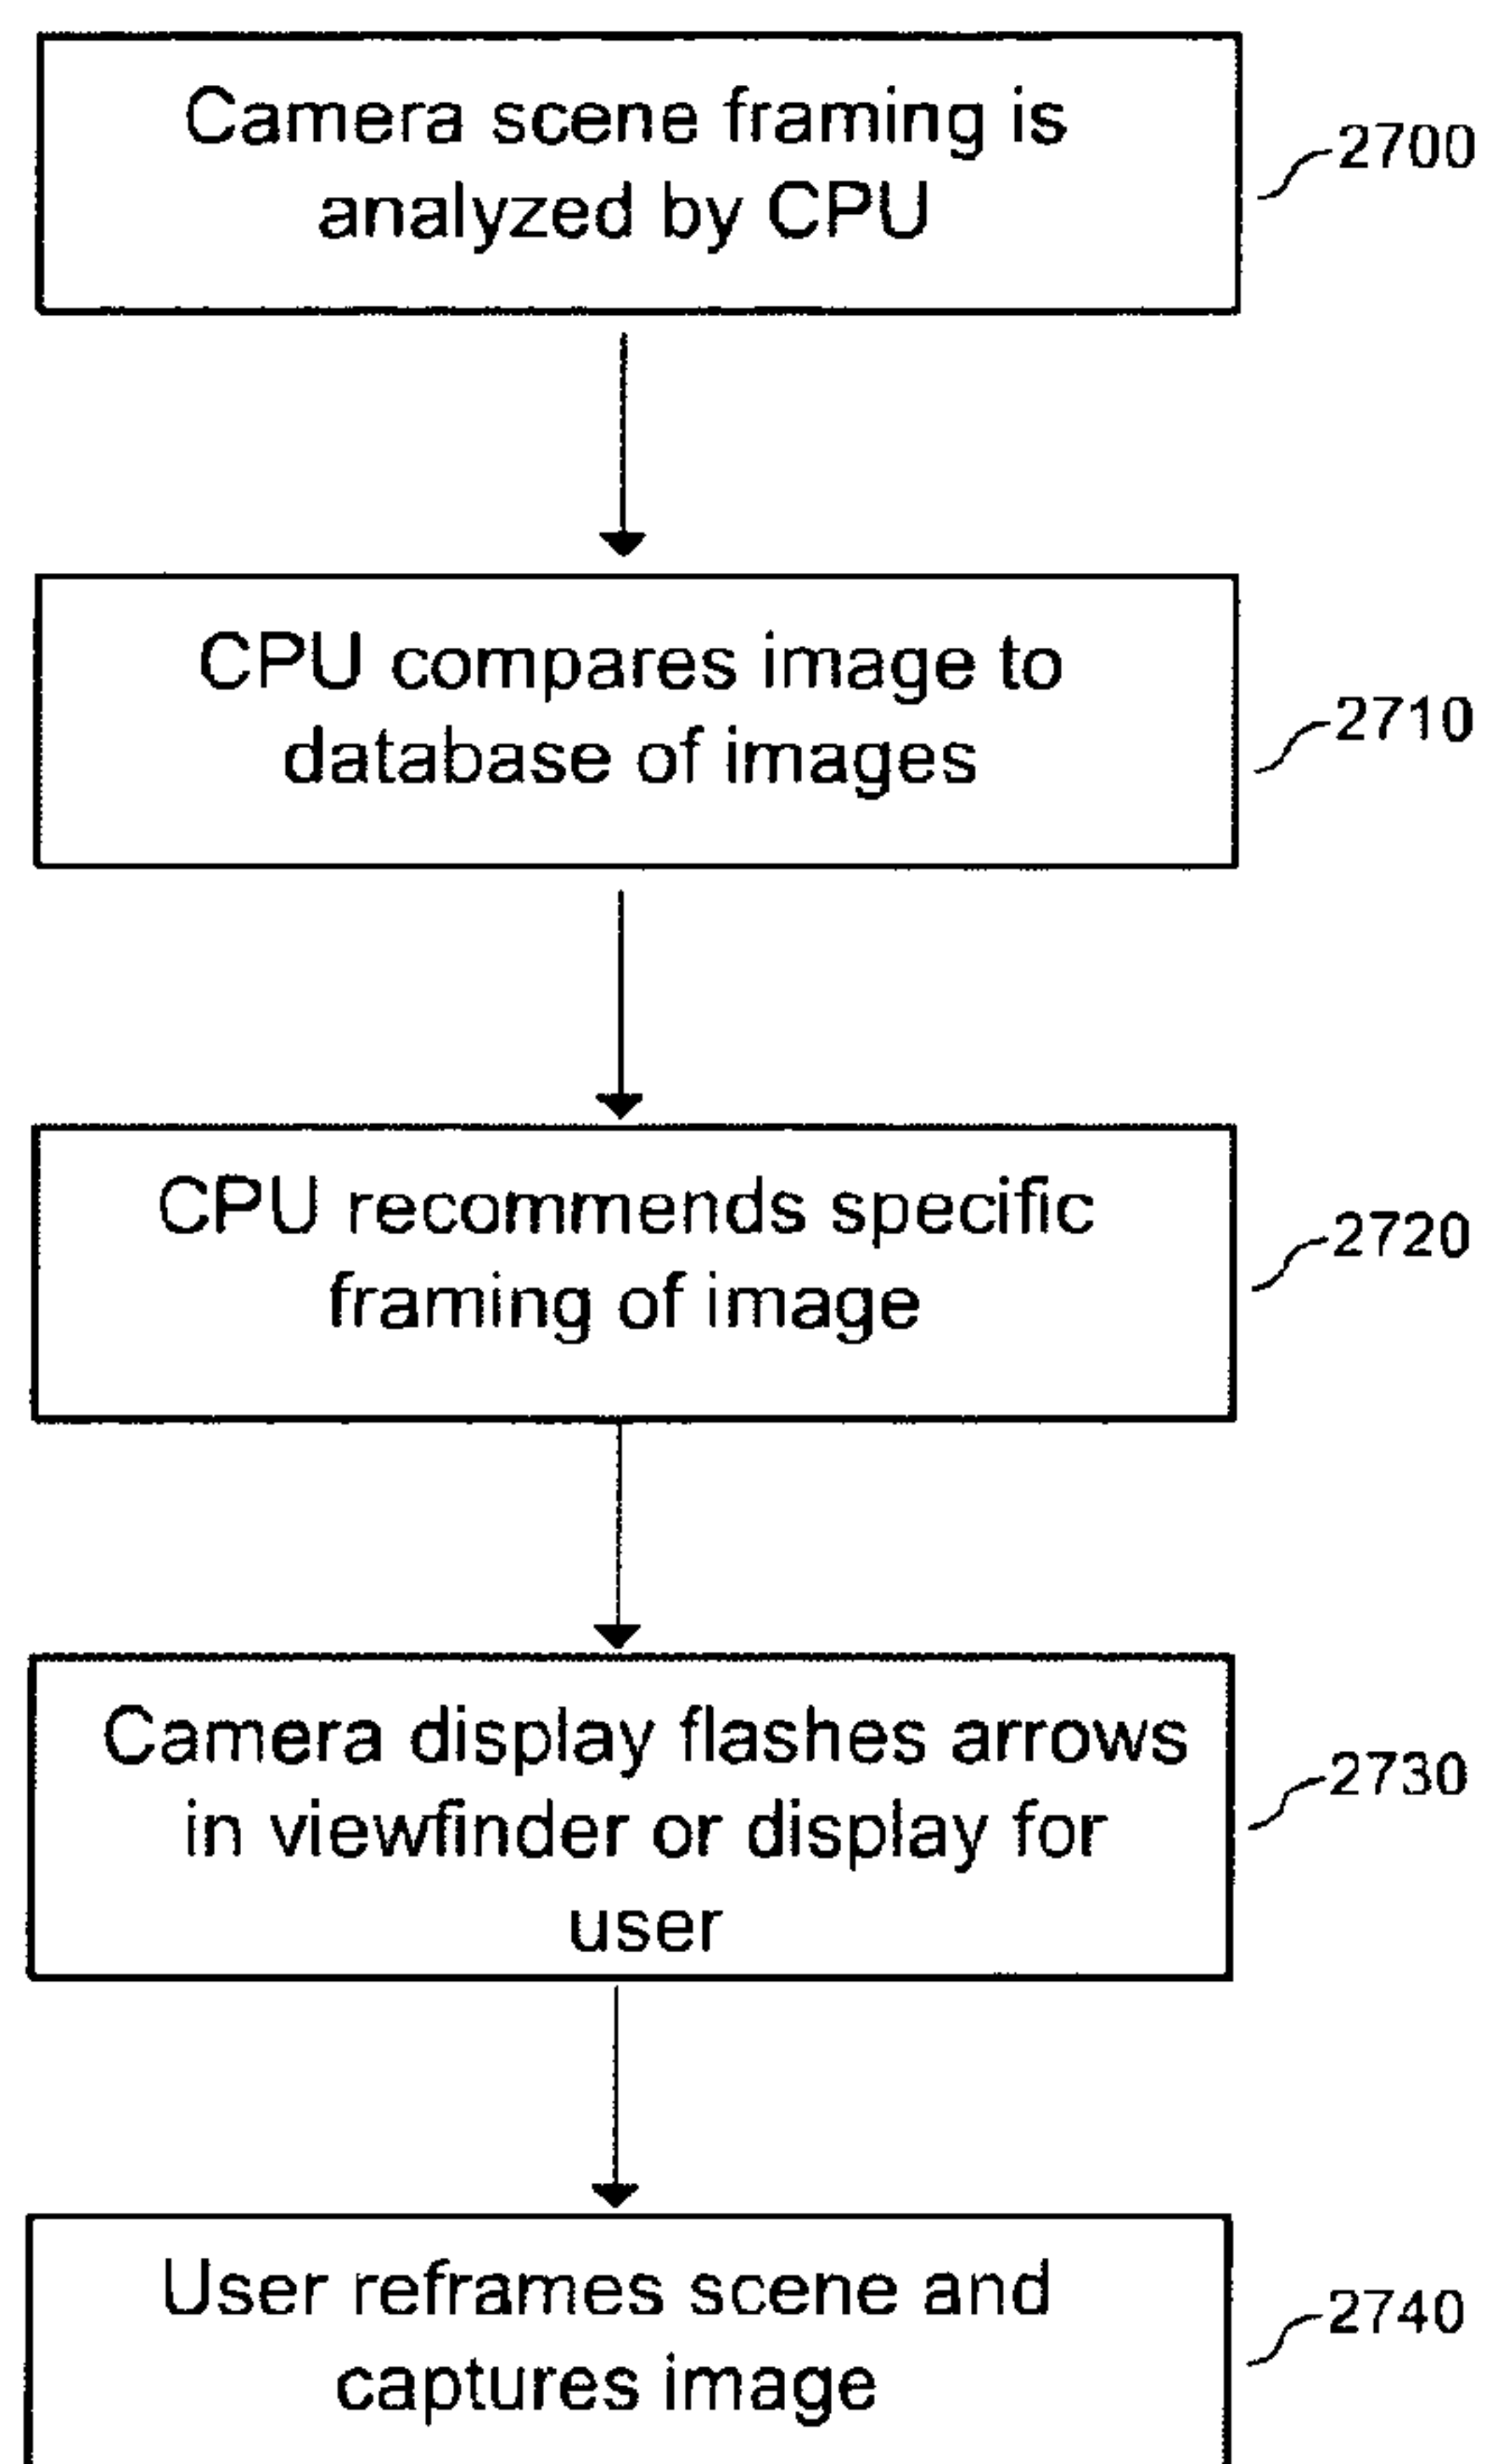 Camera scene framing is
analyzed by CPU
2700
CPU compares image to
database of images
2710
CPU recommends specific
framing of image
2720
Camera display flashes arrows
in viewfinder or display for
user
2730
User reframes scene and
captures image
2740